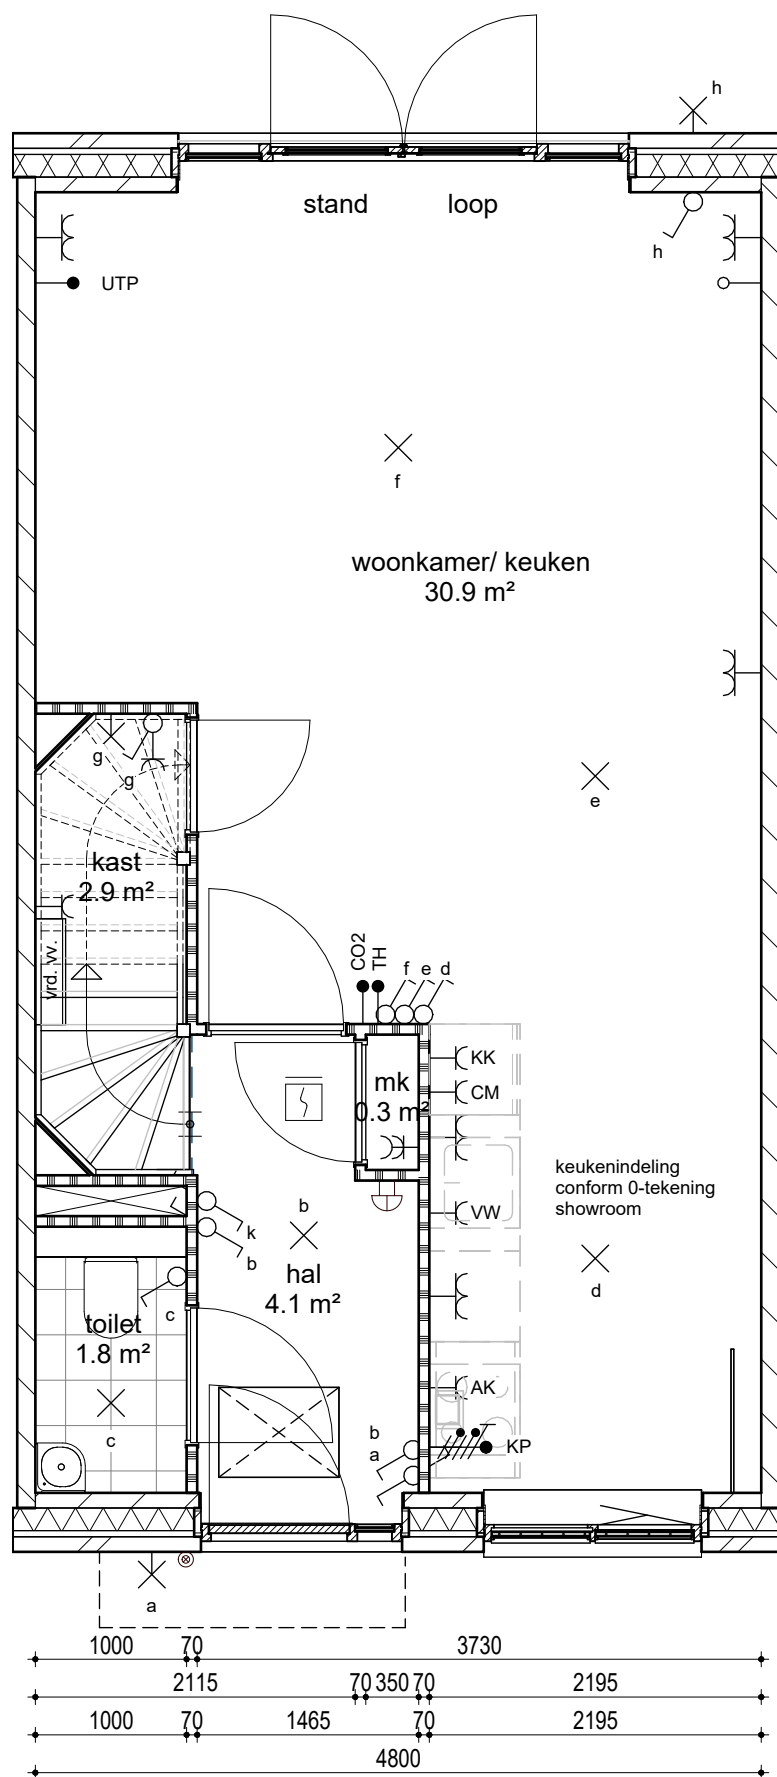 h
stand
loop
h
UTP
f
woonkamer/ keuken
30.9 m²
g
g
e
kast
2.9 m²
vrd. vv.
CO2
TH
f
e
d
KK
mk
0.3 m²
CM
keukenindeling
conform 0-tekening
showroom
VW
b
k
b
hal
4.1 m²
d
c
toilet
1.8 m²
AK
c
b
a
KP
a
1000 70 3730
2115 70 350 70 2195
1000 70 1465 70 2195
4800